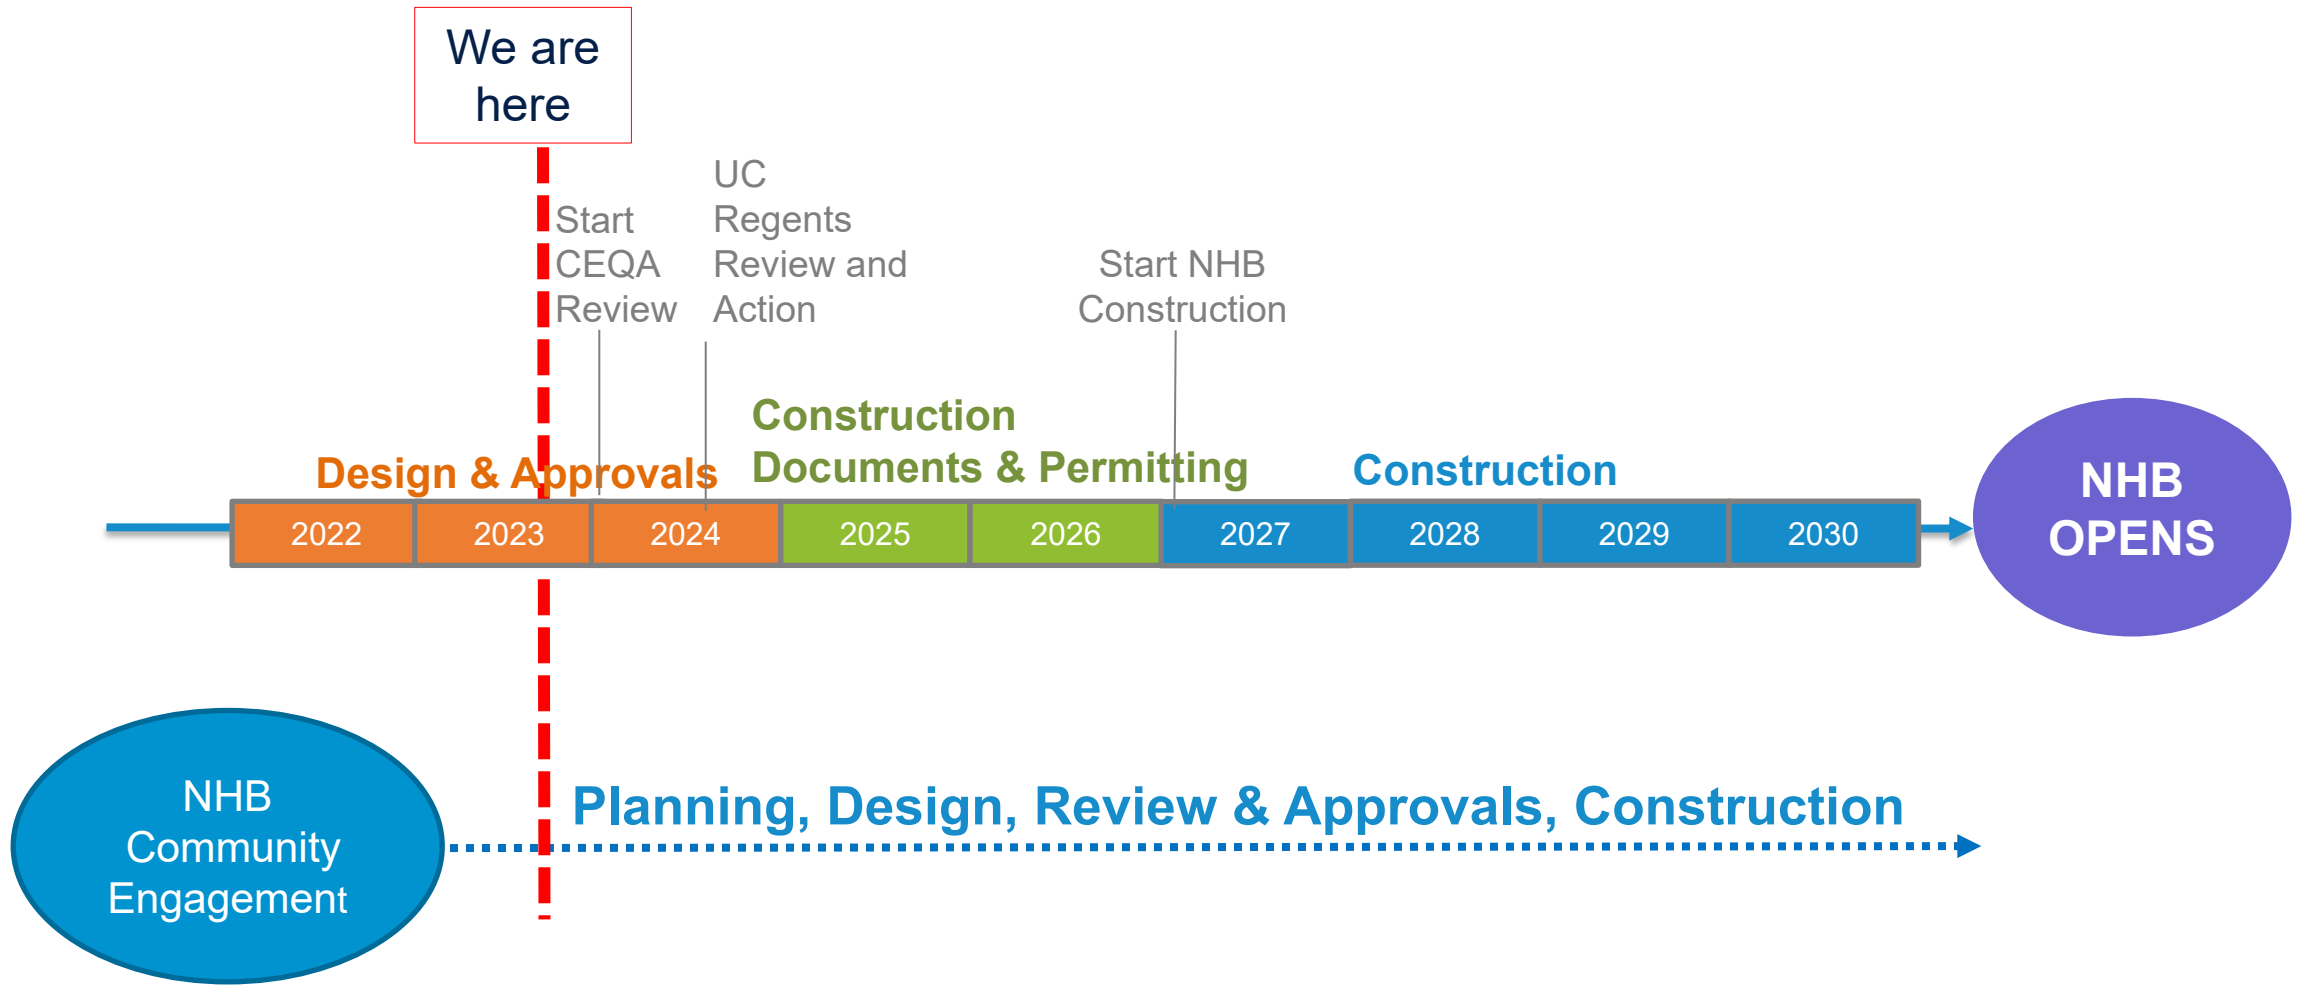 We are
here
UC
Regents
Review and
Action
Start
CEQA
Review
Start NHB
Construction
Design & Approvals
Construction
Documents & Permitting
Construction
2022
2023
2024
2025
2026
2027
2028
2029
2030
NHB
OPENS
NHB
Community
Engagement
Planning, Design, Review & Approvals, Construction